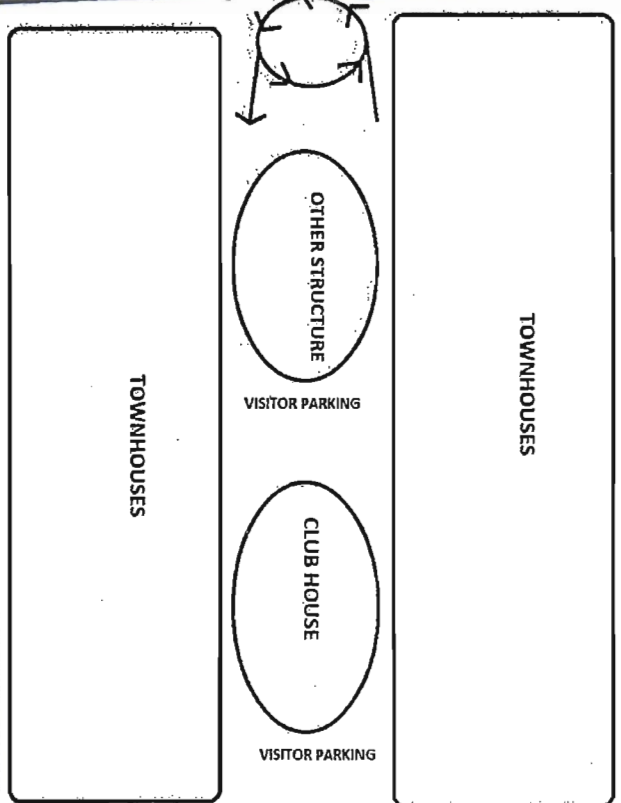 OTHER STRUCTURE
VISITOR PARKING
TOWNHOUSES
TOWNHOUSES
CLUB HOUSE
VISITOR PARKING